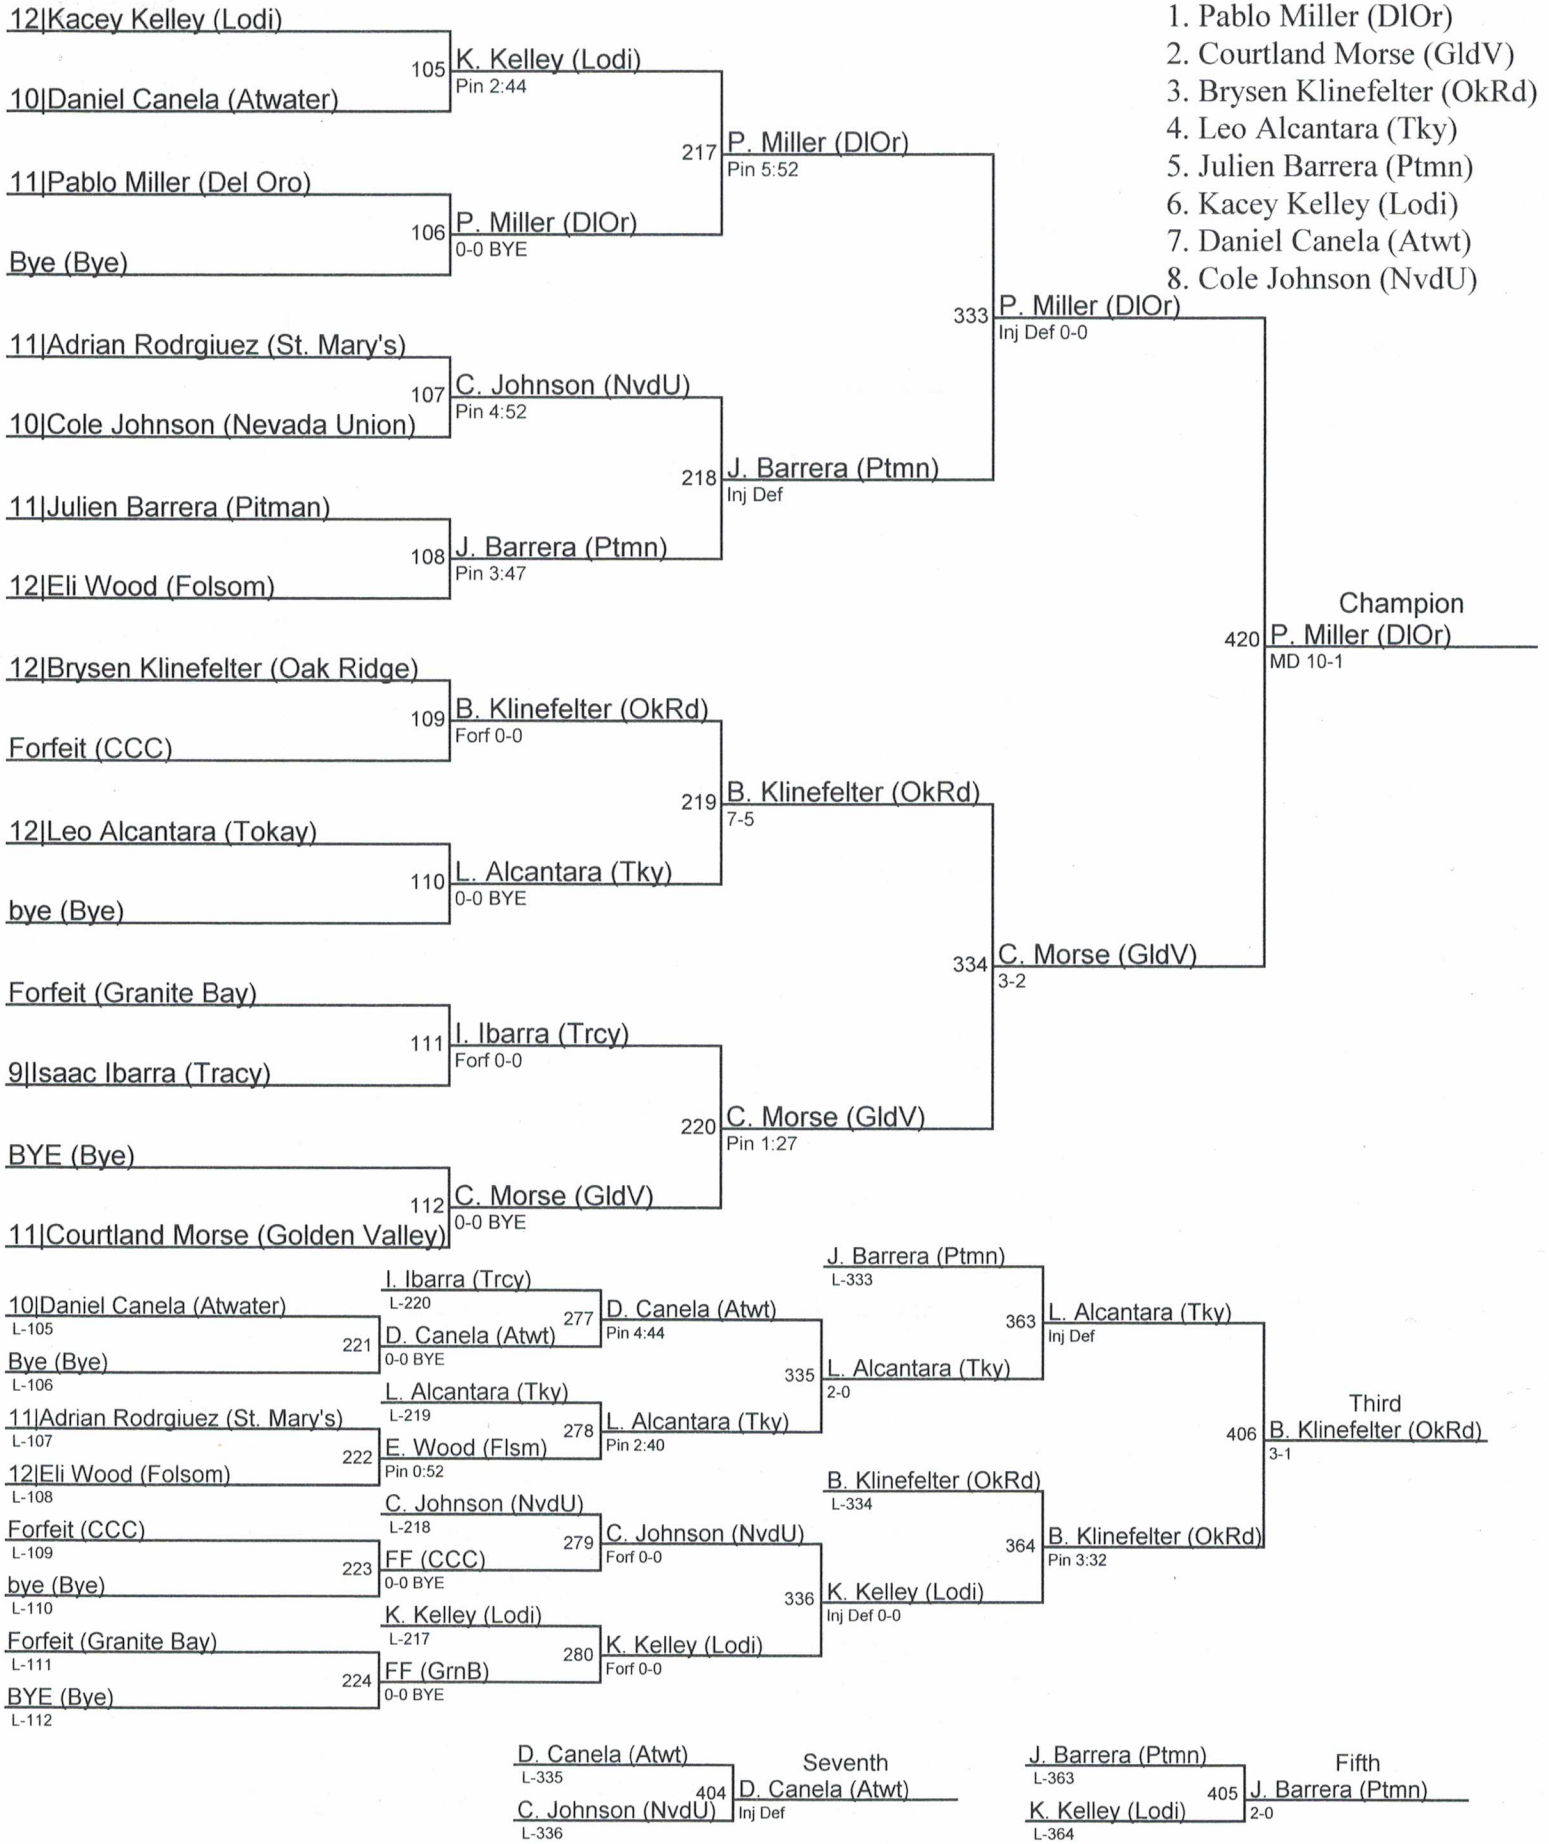 12|Kacey Kelley (Lodi)
105
K. Kelley (Lodi)
Pin 2:44
10|Daniel Canela (Atwater)
217
P. Miller (DlOr)
Pin 5:52
11|Pablo Miller (Del Oro)
106
P. Miller (DlOr)
0-0 BYE
Bye (Bye)
333
P. Miller (DlOr)
Inj Def 0-0
11|Adrian Rodrgiuez (St. Mary's)
107
C. Johnson (NvdU)
Pin 4:52
10|Cole Johnson (Nevada Union)
218
J. Barrera (Ptmn)
Inj Def
11|Julien Barrera (Pitman)
108
J. Barrera (Ptmn)
Pin 3:47
12|Eli Wood (Folsom)
Champion
420
P. Miller (DlOr)
MD 10-1
12|Brysen Klinefelter (Oak Ridge)
109
B. Klinefelter (OkRd)
Forf 0-0
Forfeit (CCC)
219
B. Klinefelter (OkRd)
7-5
12|Leo Alcantara (Tokay)
110
L. Alcantara (Tky)
0-0 BYE
bye (Bye)
334
C. Morse (GldV)
3-2
Forfeit (Granite Bay)
111
I. Ibarra (Trcy)
Forf 0-0
9|Isaac Ibarra (Tracy)
220
C. Morse (GldV)
Pin 1:27
BYE (Bye)
112
C. Morse (GldV)
0-0 BYE
11|Courtland Morse (Golden Valley)
1. Pablo Miller (DlOr)
2. Courtland Morse (GldV)
3. Brysen Klinefelter (OkRd)
4. Leo Alcantara (Tky)
5. Julien Barrera (Ptmn)
6. Kacey Kelley (Lodi)
7. Daniel Canela (Atwt)
8. Cole Johnson (NvdU)
10|Daniel Canela (Atwater)
L-105
221
Bye (Bye)
L-106
11|Adrian Rodrgiuez (St. Mary's)
L-107
222
12|Eli Wood (Folsom)
L-108
Forfeit (CCC)
L-109
223
bye (Bye)
L-110
Forfeit (Granite Bay)
L-111
224
BYE (Bye)
L-112
I. Ibarra (Trcy)
L-220
277
D. Canela (Atwt)
0-0 BYE
L. Alcantara (Tky)
L-219
278
E. Wood (Flsm)
Pin 0:52
C. Johnson (NvdU)
L-218
279
FF (CCC)
0-0 BYE
K. Kelley (Lodi)
L-217
280
FF (GrnB)
0-0 BYE
D. Canela (Atwt)
Pin 4:44
335
L. Alcantara (Tky)
Pin 2:40
C. Johnson (NvdU)
Forf 0-0
336
K. Kelley (Lodi)
Forf 0-0
J. Barrera (Ptmn)
L-333
363
L. Alcantara (Tky)
2-0
B. Klinefelter (OkRd)
L-334
364
K. Kelley (Lodi)
Inj Def 0-0
L. Alcantara (Tky)
Inj Def
406
B. Klinefelter (OkRd)
Pin 3:32
Third
B. Klinefelter (OkRd)
3-1
D. Canela (Atwt)
L-335
404
C. Johnson (NvdU)
L-336
Seventh
D. Canela (Atwt)
Inj Def
J. Barrera (Ptmn)
L-363
405
K. Kelley (Lodi)
L-364
Fifth
J. Barrera (Ptmn)
2-0